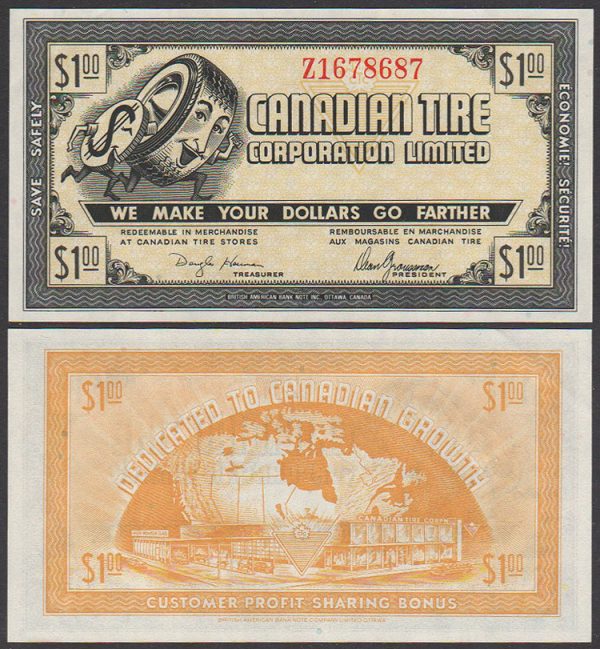 $1.00
Z1678687
$1.00
CANADIAN TIRE
CORPORATION LIMITED
SAVE SAFELY
ECONOMIE! SÉCURITÉ!
WE MAKE YOUR DOLLARS GO FARTHER
REDEEMABLE IN MERCHANDISE
AT CANADIAN TIRE STORES
REMBOURSABLE EN MARCHANDISE
AUX MAGASINS CANADIAN TIRE
$1.00
TREASURER
PRESIDENT
$1.00
BRITISH AMERICAN BANK NOTE INC. OTTAWA, CANADA
$1.00
$1.00
DEDICATED TO CANADIAN GROWTH
CANADIAN TIRE CORPN.
$1.00
$1.00
CUSTOMER PROFIT SHARING BONUS
BRITISH AMERICAN BANK NOTE COMPANY LIMITED OTTAWA